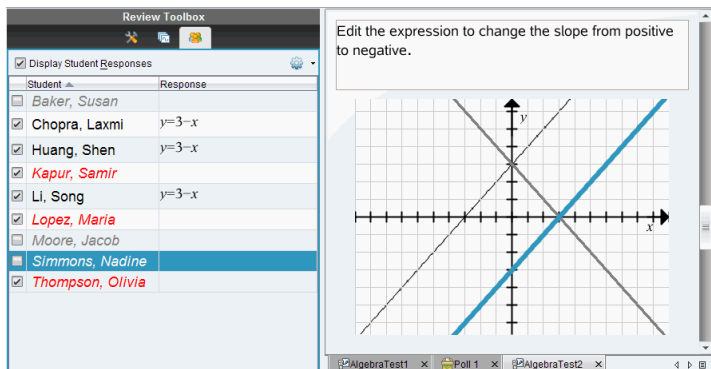 Review Toolbox
Display Student Responses
Student Response
Baker, Susan
Chopra, Laxmi y=3−x
Huang, Shen y=3−x
Kapur, Samir
Li, Song y=3−x
Lopez, Maria
Moore, Jacob
Simmons, Nadine
Thompson, Olivia
Edit the expression to change the slope from positive
to negative.
y
x
AlgebraTest1 Poll 1 AlgebraTest2